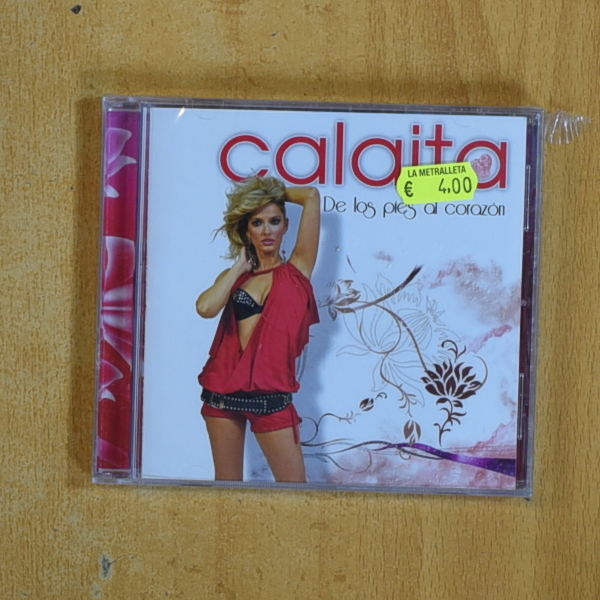 calaita
LA METRALLETA
€ 4,00
De los pies al corazón